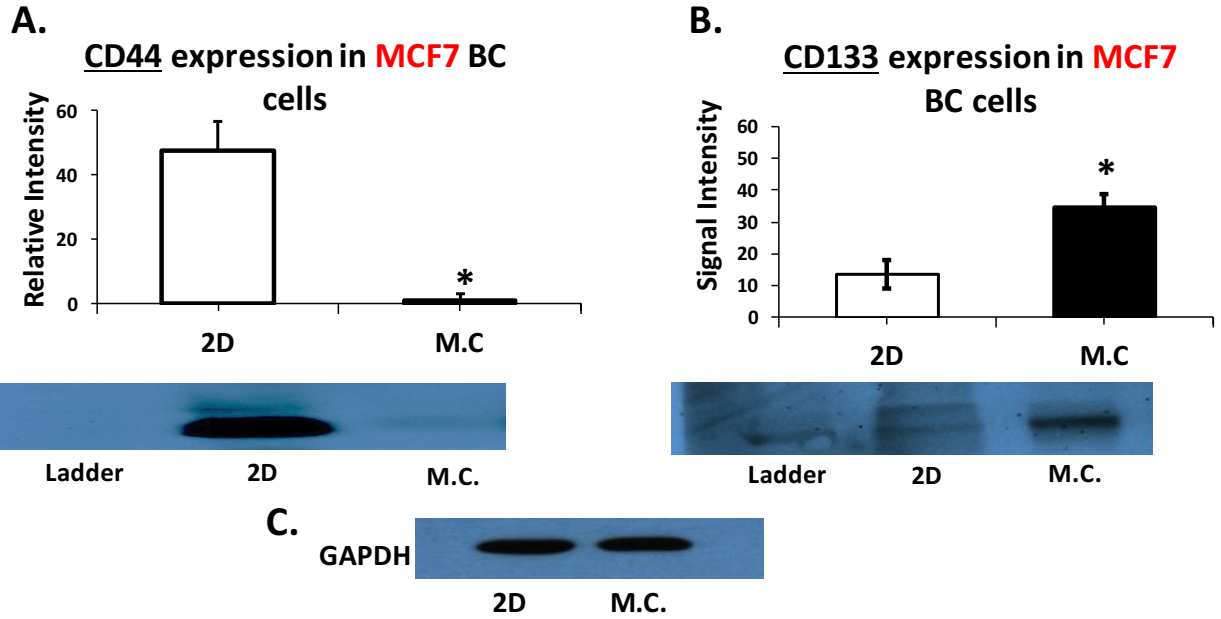 A.
CD44 expression in MCF7 BC
cells
Relative Intensity
60
40
20
0
*
2D
M.C
Ladder
2D
M.C.
B.
CD133 expression in MCF7
BC cells
Signal Intensity
60
50
40
30
20
10
0
*
2D
M.C
Ladder
2D
M.C.
C.
GAPDH
2D
M.C.